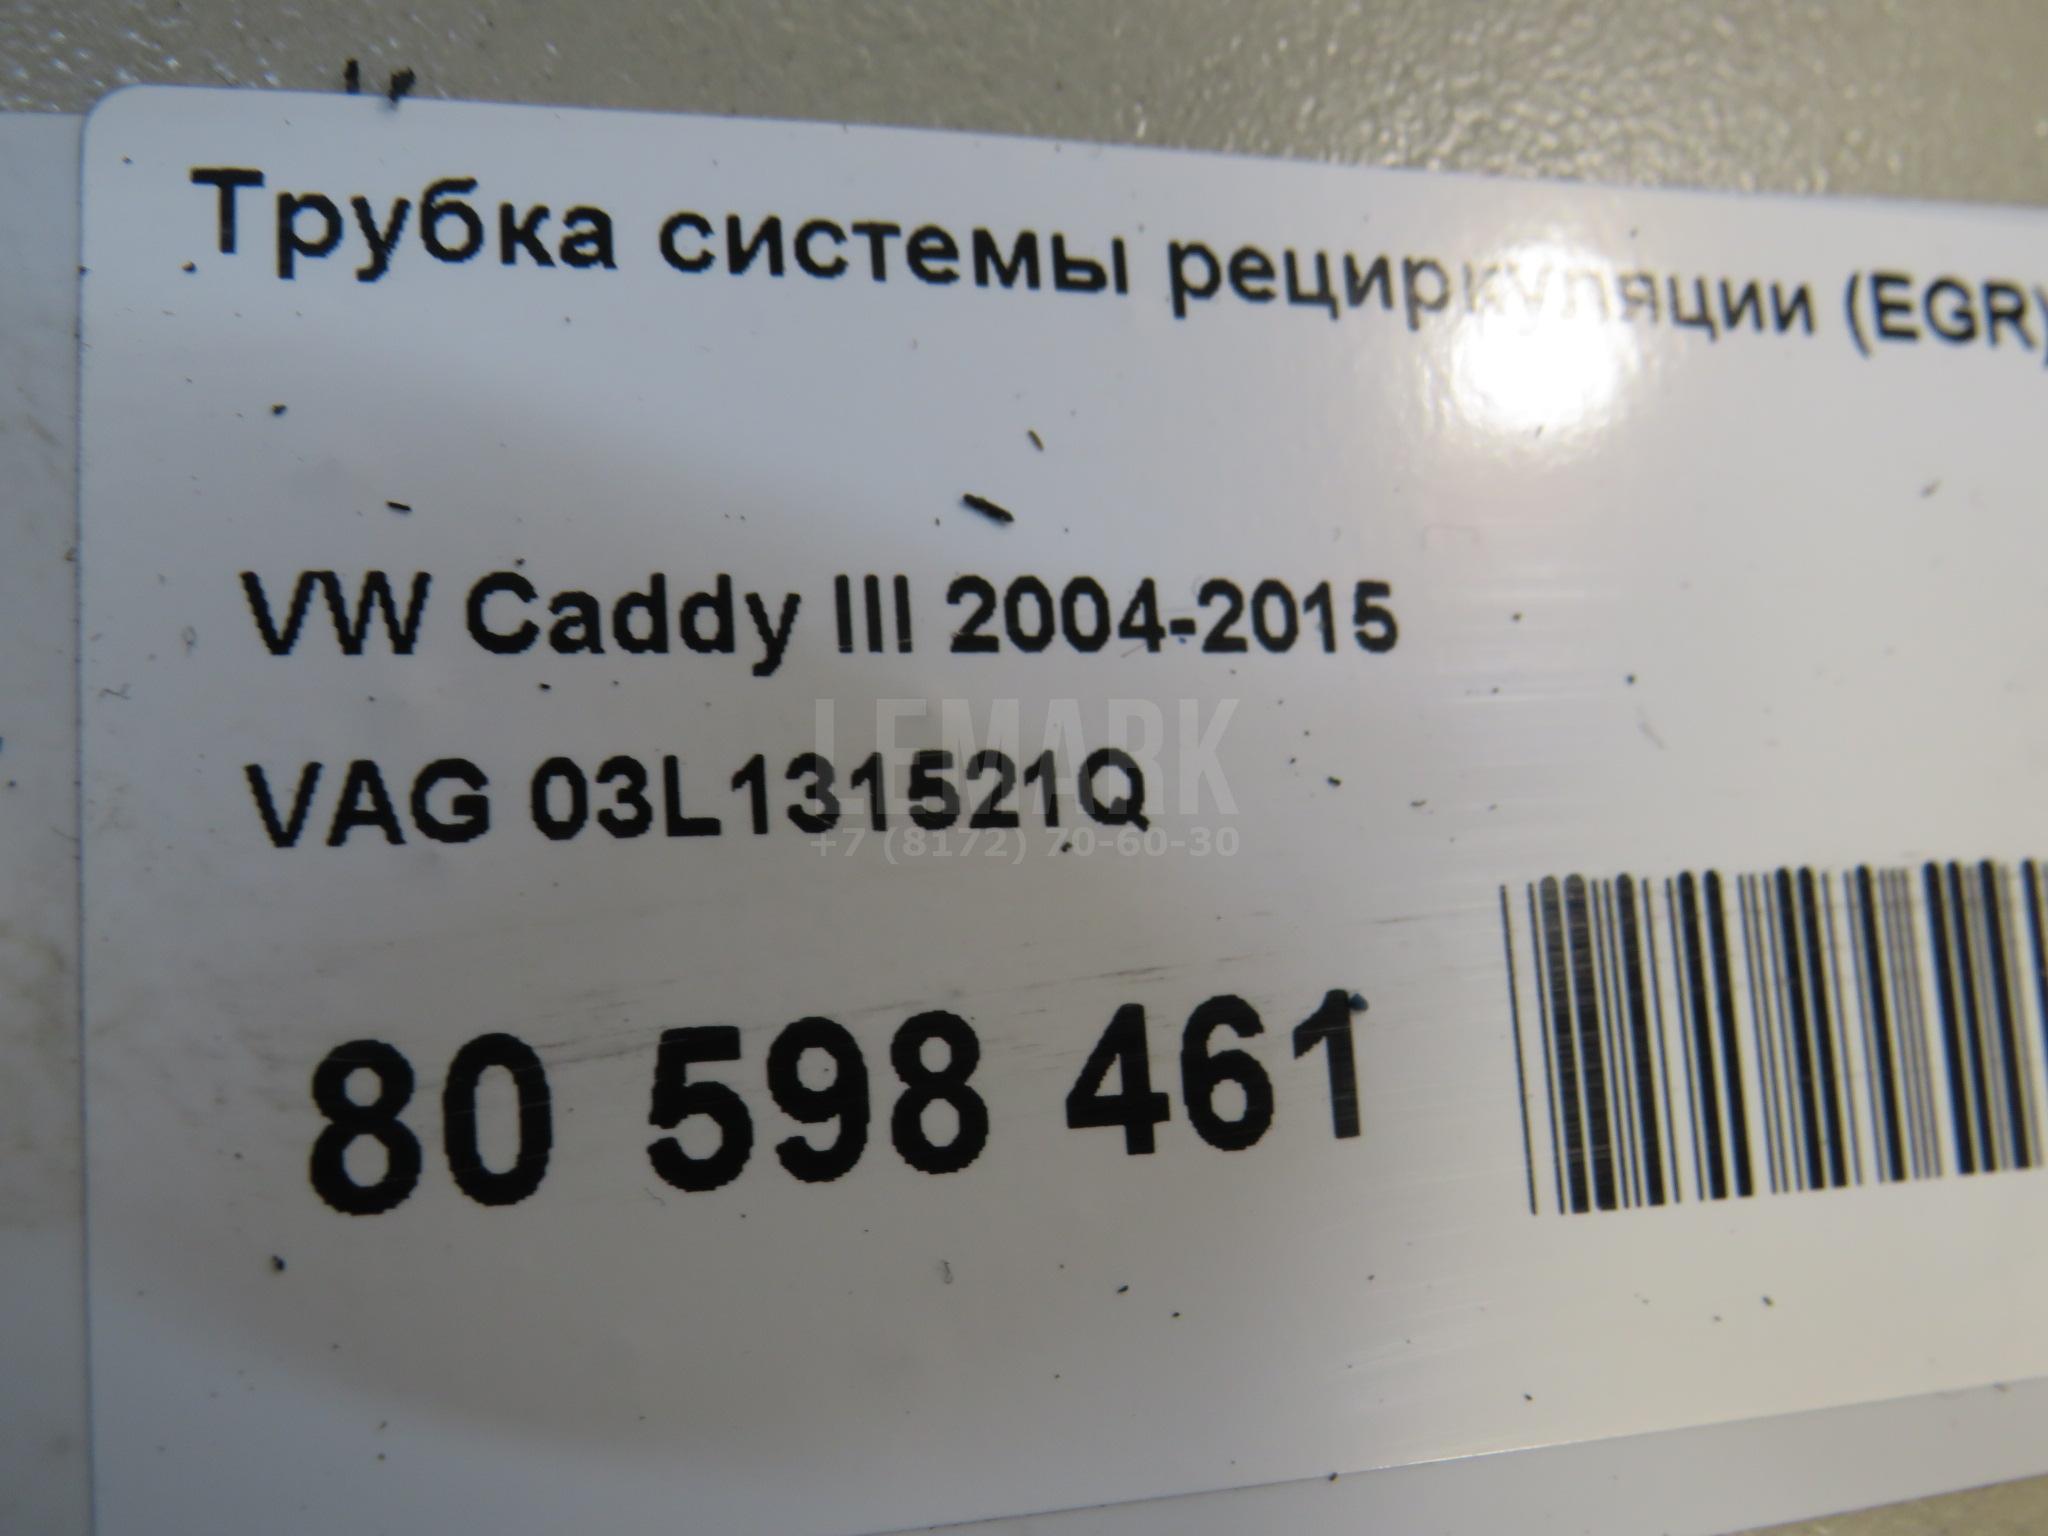 Трубка системы рециркуляции (EGR)
VW Caddy III 2004-2015
VAG 03L131521Q
LEMARK
+7 (8172) 70-60-30
80 598 461